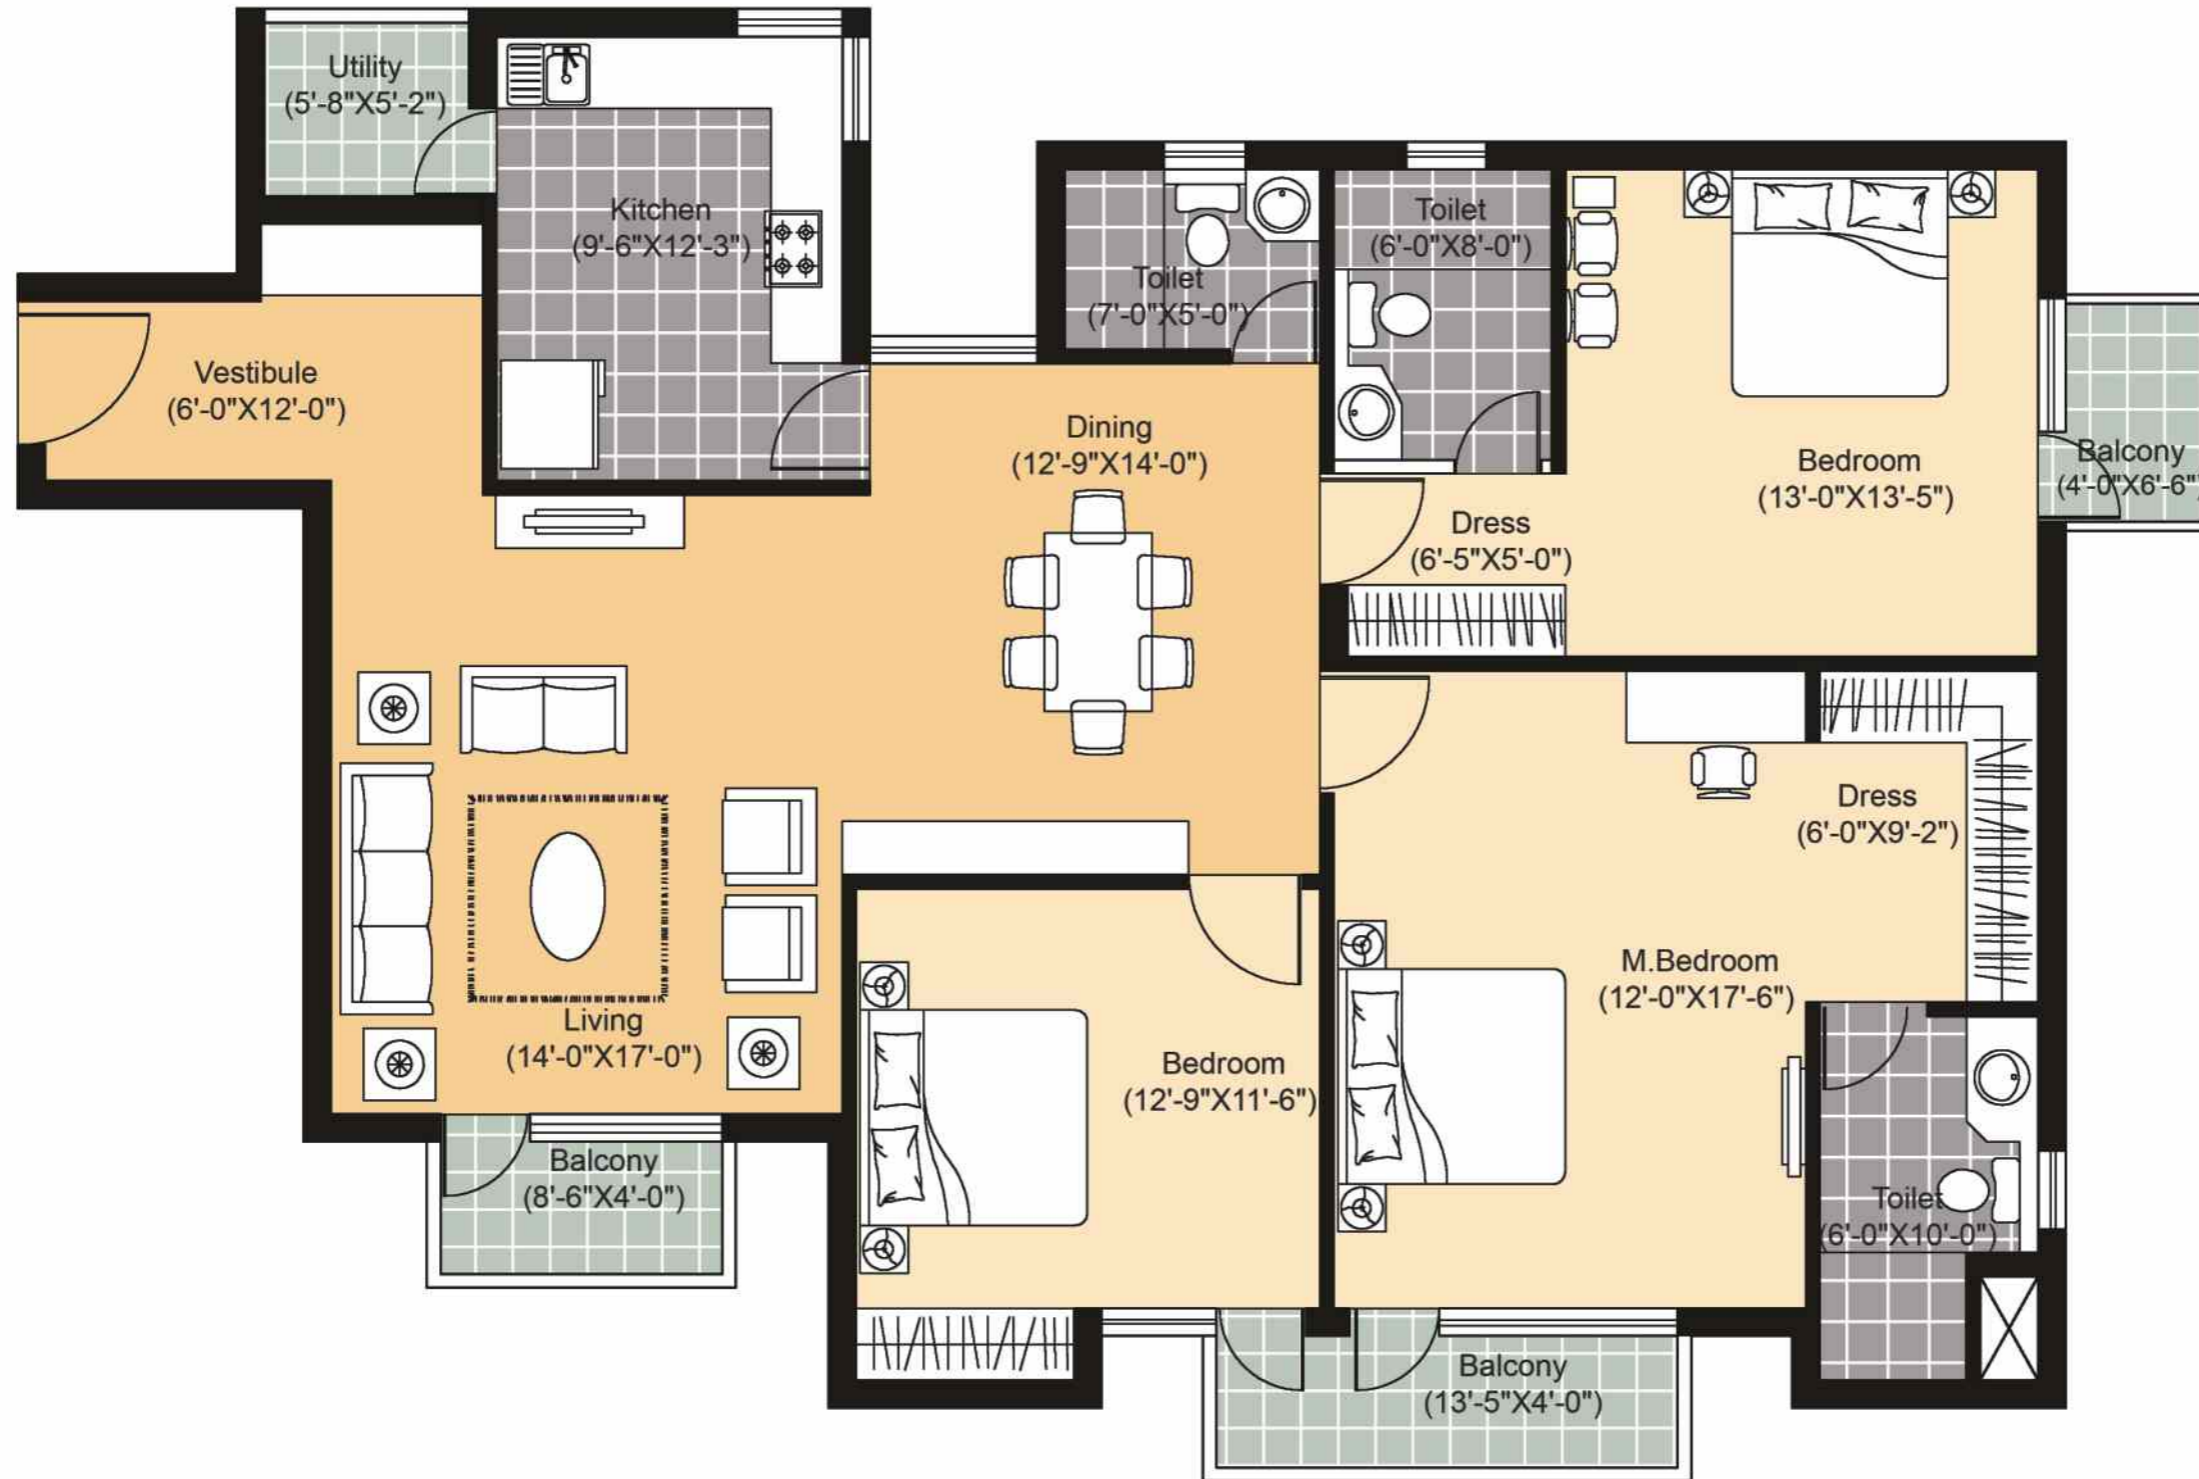 Utility
(5'-8"X5'-2")
Kitchen
(9'-6"X12'-3")
Toilet
(7'-0"X5'-0")
Toilet
(6'-0"X8'-0")
Vestibule
(6'-0"X12'-0")
Dining
(12'-9"X14'-0")
Bedroom
(13'-0"X13'-5")
Balcony
(4'-0"X6'-6")
Dress
(6'-5"X5'-0")
Dress
(6'-0"X9'-2")
M.Bedroom
(12'-0"X17'-6")
Living
(14'-0"X17'-0")
Bedroom
(12'-9"X11'-6")
Balcony
(8'-6"X4'-0")
Toilet
(6'-0"X10'-0")
Balcony
(13'-5"X4'-0")